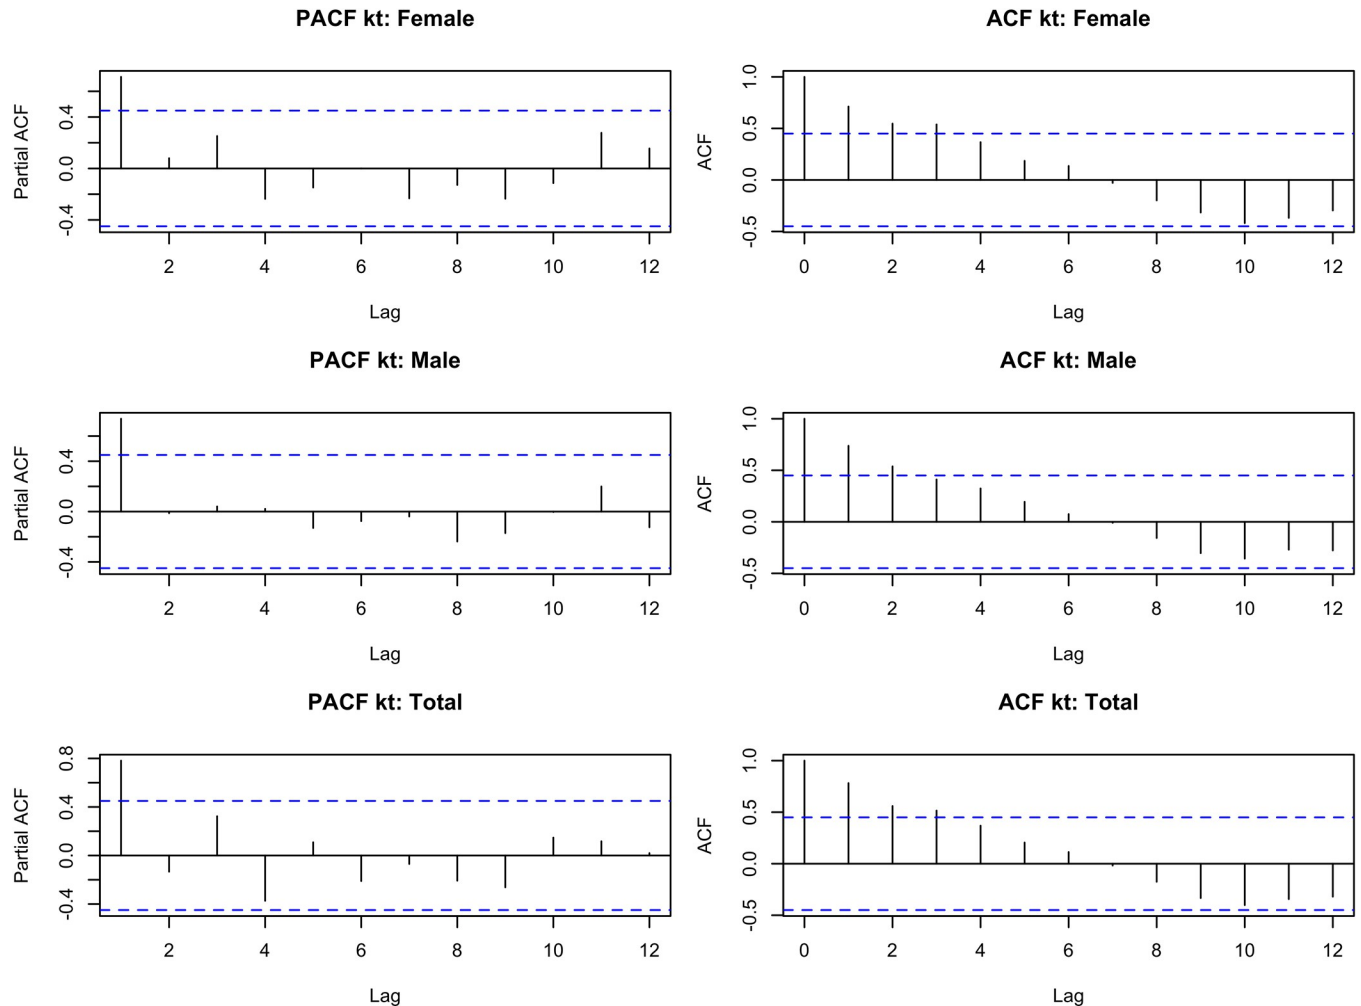 PACF kt: Female
Partial ACF
0.4
0.0
-0.4
2 4 6 8 10 12
Lag
ACF kt: Female
ACF
1.0
0.5
0.0
-0.5
0 2 4 6 8 10 12
Lag
PACF kt: Male
Partial ACF
0.4
0.0
-0.4
2 4 6 8 10 12
Lag
ACF kt: Male
ACF
1.0
0.5
0.0
-0.5
0 2 4 6 8 10 12
Lag
PACF kt: Total
Partial ACF
0.8
0.4
0.0
-0.4
2 4 6 8 10 12
Lag
ACF kt: Total
ACF
1.0
0.5
0.0
-0.5
0 2 4 6 8 10 12
Lag